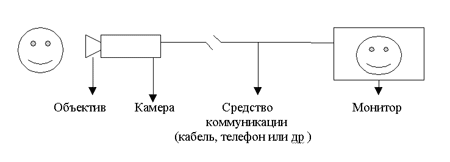 Объектив Камера Средство Монитор
коммуникации
(кабель, телефон или др )